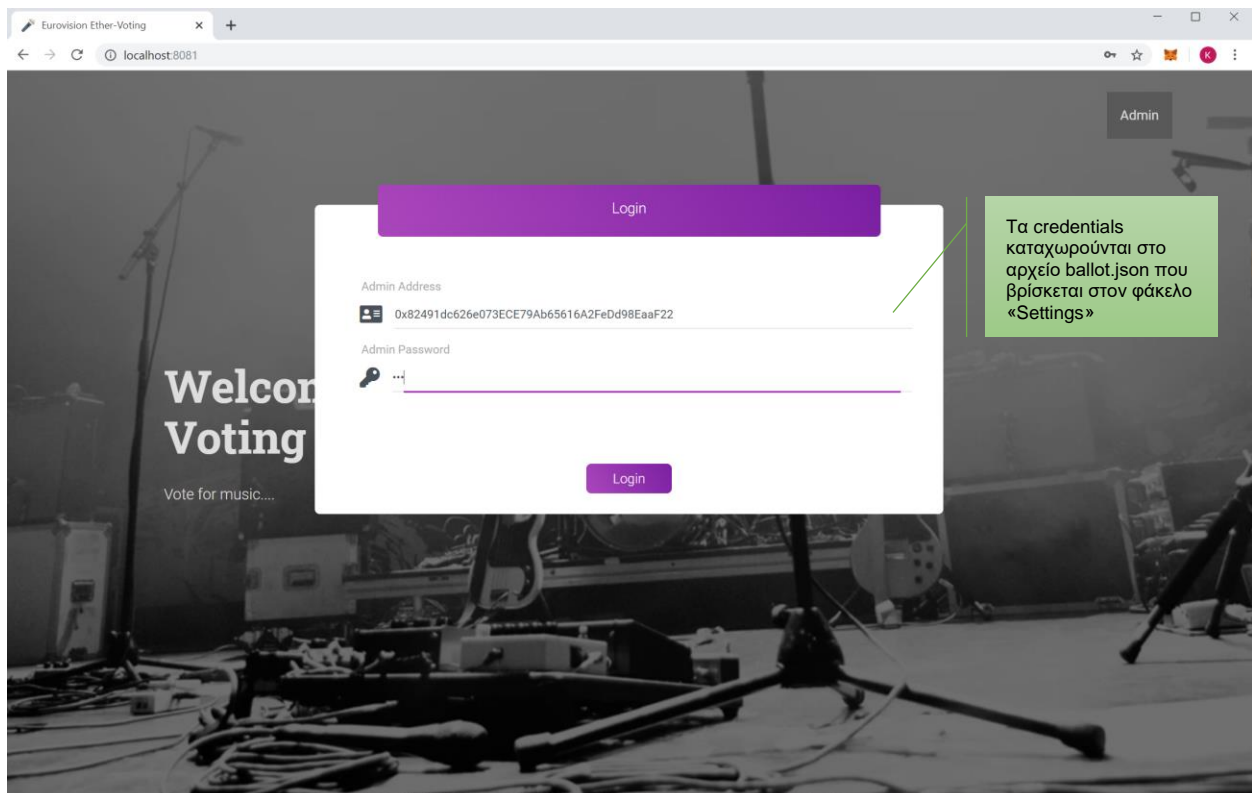 Eurovision Ether-Voting
localhost:8081
K
Admin
Login
Τα credentials
καταχωρούνται στο
αρχείο ballot.json που
βρίσκεται στον φάκελο
«Settings»
Admin Address
0x82491dc626e073ECE79Ab65616A2FeDd98EaaF22
Admin Password
Welcom
Voting
Vote for music....
Login